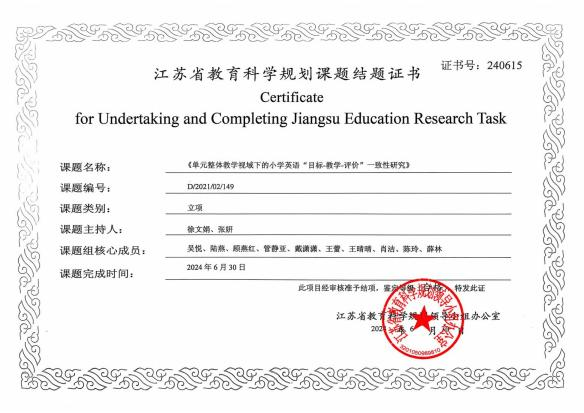 证书号：240615
江苏省教育科学规划课题结题证书
Certificate
for Undertaking and Completing Jiangsu Education Research Task
课题名称： 《单元整体教学视域下的小学英语“目标-教学-评价”一致性研究》
课题编号： D/2021/02/149
课题类别： 立项
课题主持人： 徐文娟、张妍
课题组核心成员： 吴悦、陆燕、顾燕红、管静亚、戴潇潇、王蕾、王晴晴、肖洁、陈玲、薛林
课题完成时间： 2024 年 6 月 30 日
此项目经审核准予结项，鉴定等级：合格，特发此证
江苏省教育科学规划领导小组办公室
2024 年 6 月 日